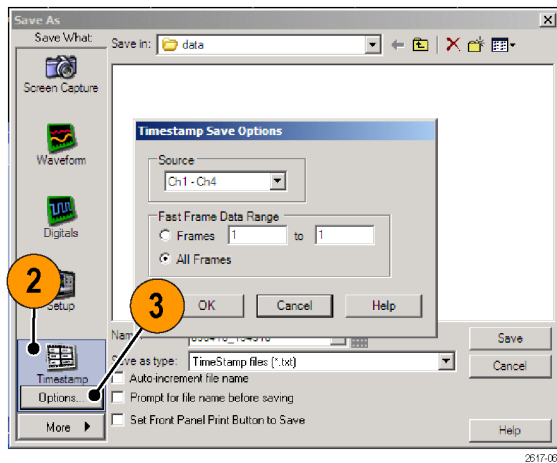 Save As
Save What:
Save in: data
Screen Capture
Waveform
Digitals
Setup
Timestamp
Options...
More
Timestamp Save Options
Source
Ch1 - Ch4
Fast Frame Data Range
Frames 1 to 1
All Frames
OK Cancel Help
2
3
Save
Save as type: TimeStamp files (*.txt)
Cancel
Auto-increment file name
Prompt for file name before saving
Set Front Panel Print Button to Save
Help
2617-06